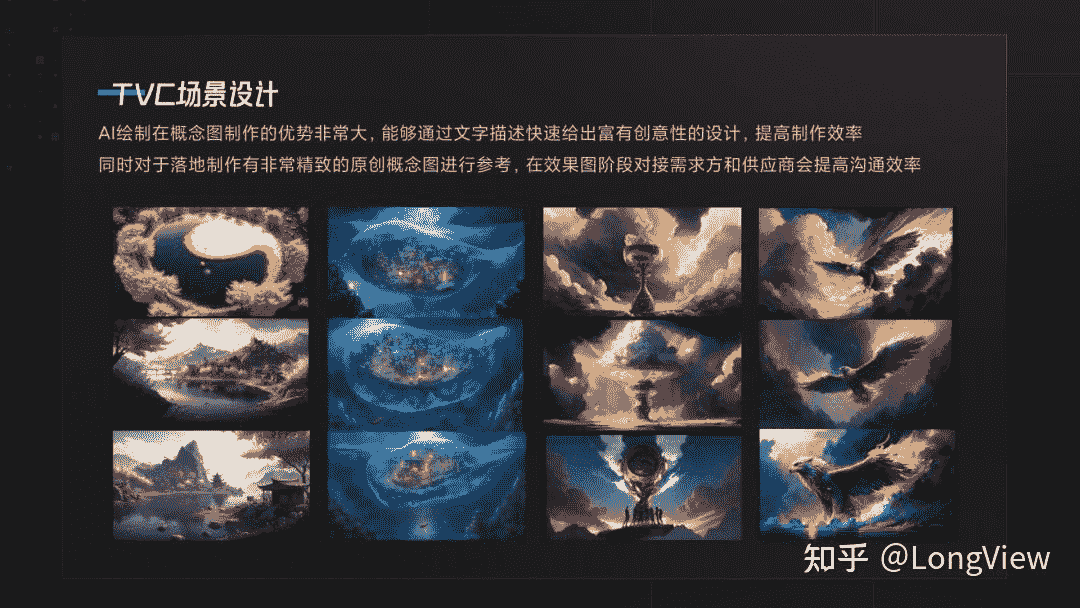 TVC场景设计
AI绘制在概念图制作的优势非常大，能够通过文字描述快速给出富有创意性的设计，提高制作效率
同时对于落地制作有非常精致的原创概念图进行参考，在效果图阶段对接需求方和供应商会提高沟通效率
知乎 @LongView